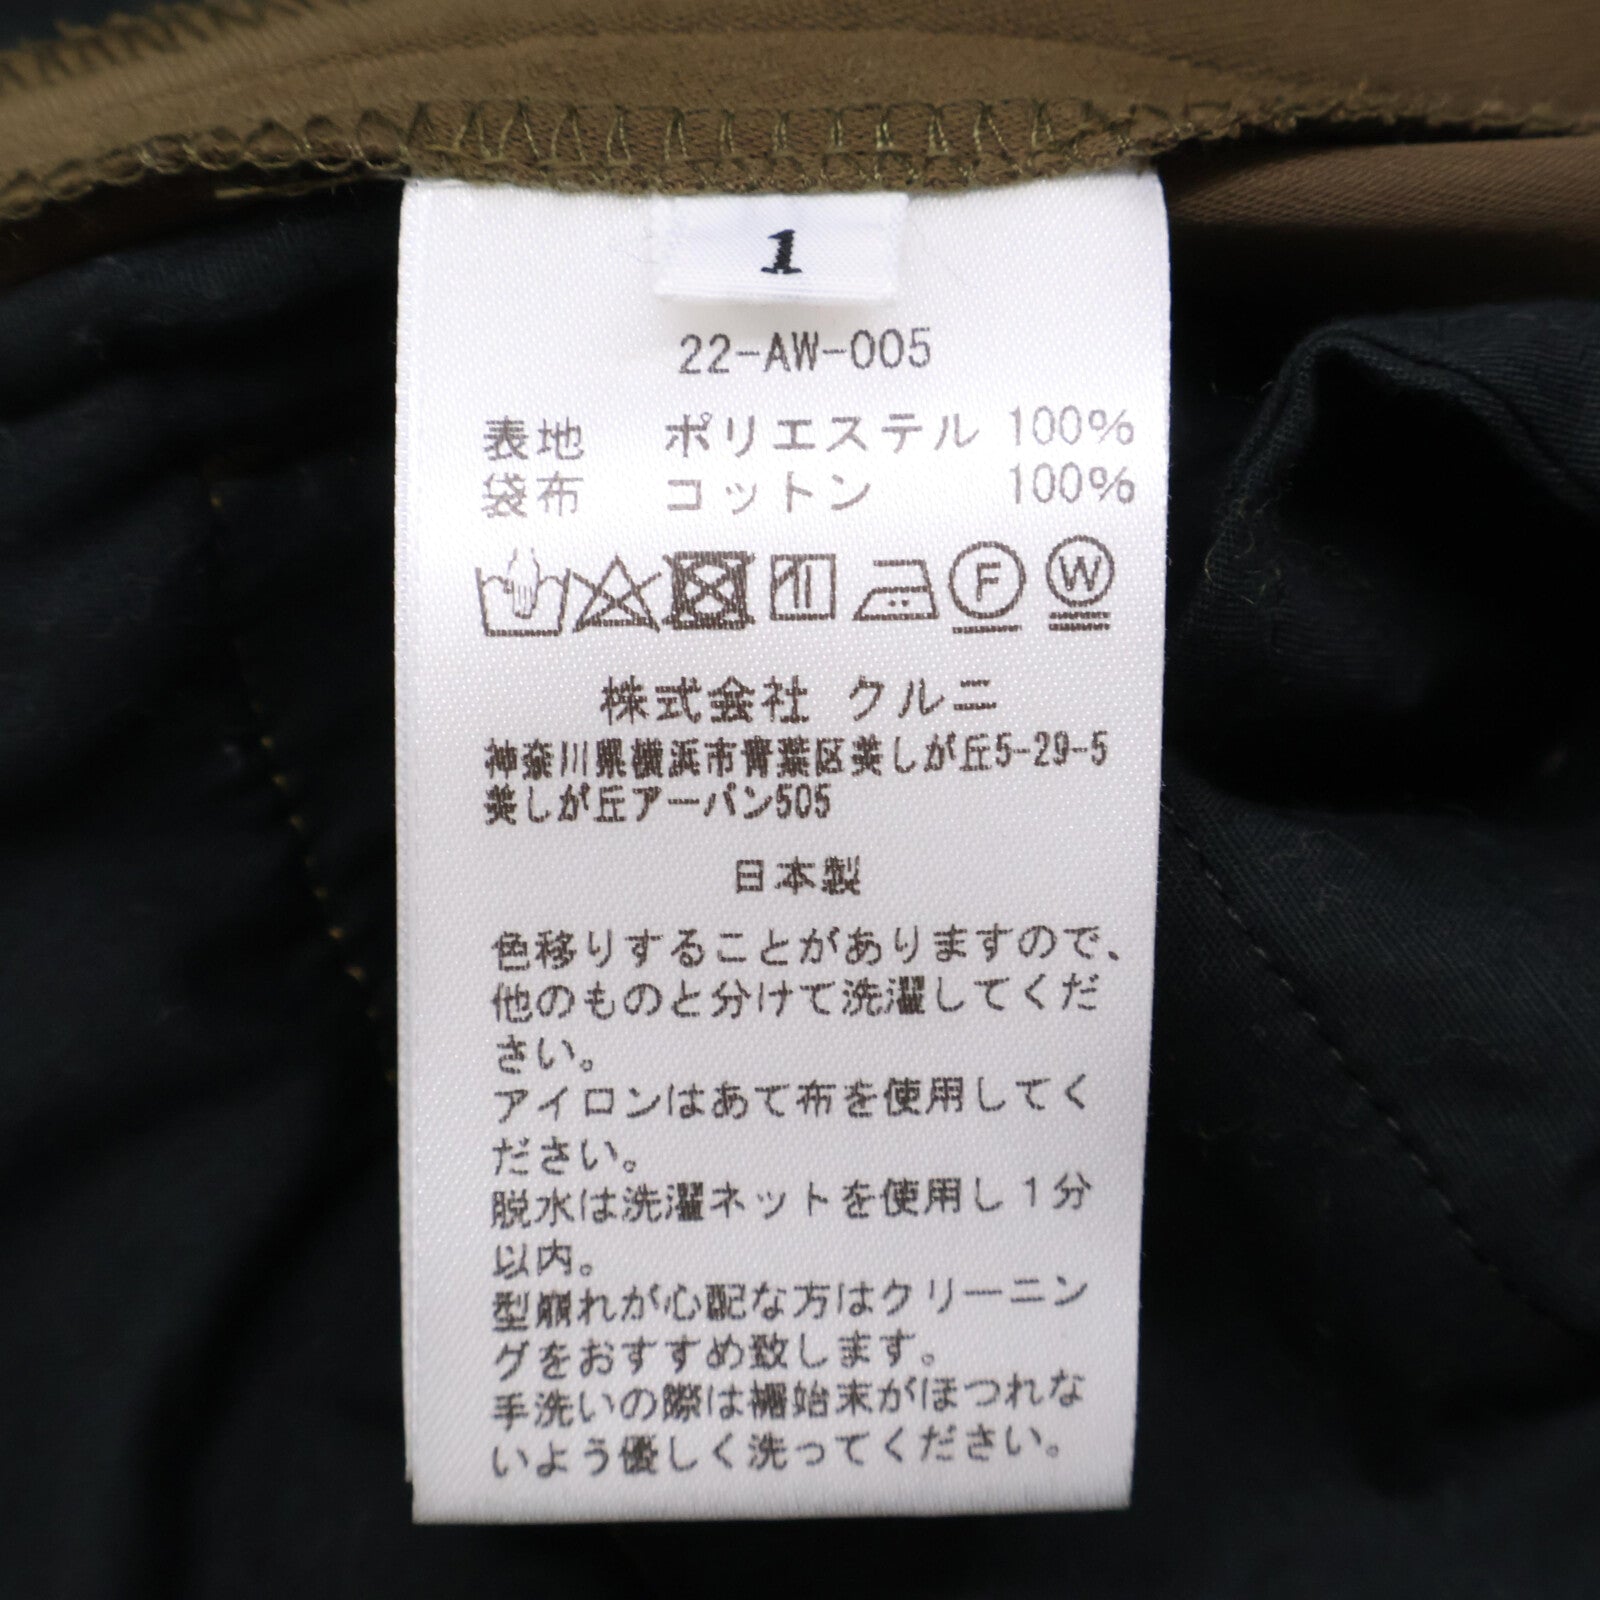 1
22-AW-005
表地 ポリエステル 100%
袋布 コットン 100%
F W
株式会社 クルニ
神奈川県横浜市青葉区美しが丘5-29-5
美しが丘アーバン505
日本製
色移りすることがありますので、
他のものと分けて洗濯してくだ
さい。
アイロンはあて布を使用してく
ださい。
脱水は洗濯ネットを使用し1分
以内。
型崩れが心配な方はクリーニン
グをおすすめ致します。
手洗いの際は裾始末がほつれな
いよう優しく洗ってください。